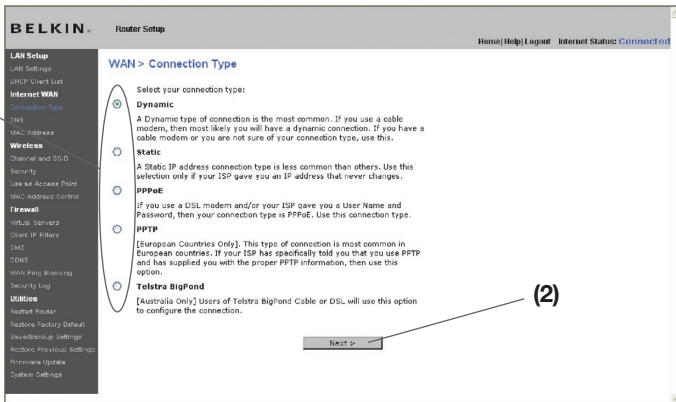 BELKIN®
Router Setup
Home|Help|Logout Internet Status: Connected
LAN Setup
LAN Settings
DHCP Client List
Internet WAN
Connection Type
DNS
MAC Address
Wireless
Channel and SSID
Security
Use as Access Point
MAC Address Control
Firewall
Virtual Servers
Client IP Filters
DMZ
DDNS
WAN Ping Blocking
Security Log
Utilities
Restart Router
Restore Factory Default
Save/Backup Settings
Restore Previous Settings
Firmware Update
System Settings
WAN > Connection Type
Select your connection type:
Dynamic
A Dynamic type of connection is the most common. If you use a cable
modem, then most likely you will have a dynamic connection. If you have a
cable modem or you are not sure of your connection type, use this.
Static
A Static IP address connection type is less common than others. Use this
selection only if your ISP gave you an IP address that never changes.
PPPoE
If you use a DSL modem and/or your ISP gave you a User Name and
Password, then your connection type is PPPoE. Use this connection type.
PPTP
[European Countries Only]. This type of connection is most common in
European countries. If your ISP has specifically told you that you use PPTP
and has supplied you with the proper PPTP information, then use this
option.
Telstra BigPond
[Australia Only] Users of Telstra BigPond Cable or DSL will use this option
to configure the connection.
(2)
Next >